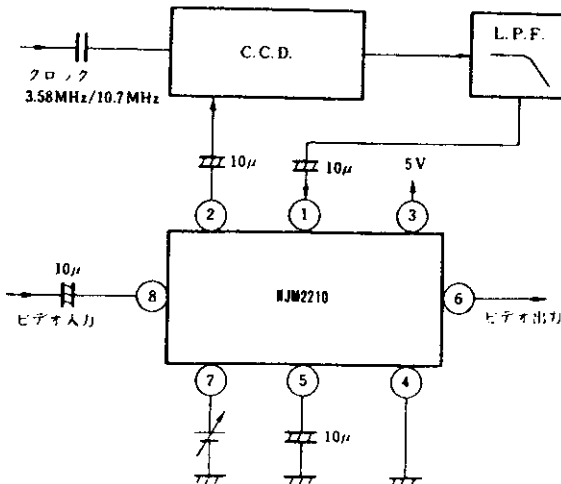 C.C.D.
L.P.F.
クロック
3.58MHz/10.7MHz
10μ
10μ
5V
2
1
3
10μ
8
NJM2210
6
ビデオ入力
ビデオ出力
7
5
4
10μ